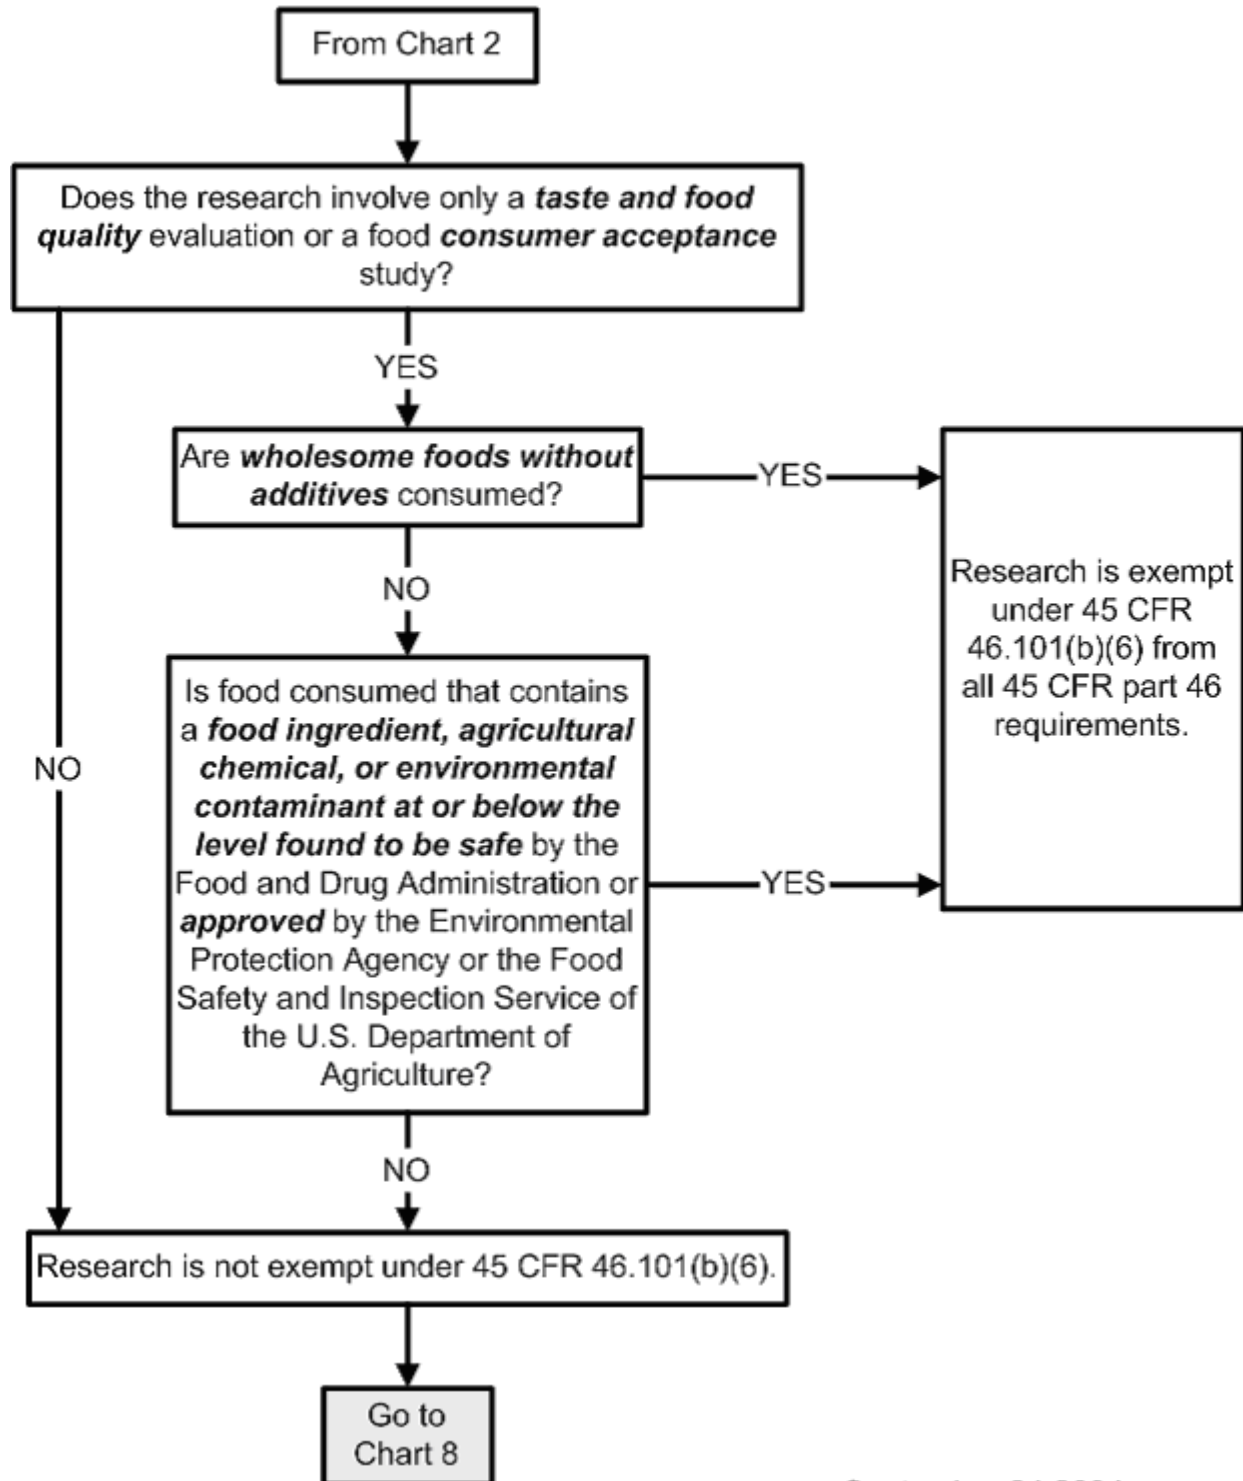 From Chart 2
Does the research involve only a taste and food
quality evaluation or a food consumer acceptance
study?
YES
Are wholesome foods without
additives consumed?
YES
NO
Research is exempt
under 45 CFR
46.101(b)(6) from
all 45 CFR part 46
requirements.
Is food consumed that contains
a food ingredient, agricultural
chemical, or environmental
contaminant at or below the
level found to be safe by the
Food and Drug Administration or
approved by the Environmental
Protection Agency or the Food
Safety and Inspection Service of
the U.S. Department of
Agriculture?
NO
YES
NO
Research is not exempt under 45 CFR 46.101(b)(6).
Go to
Chart 8